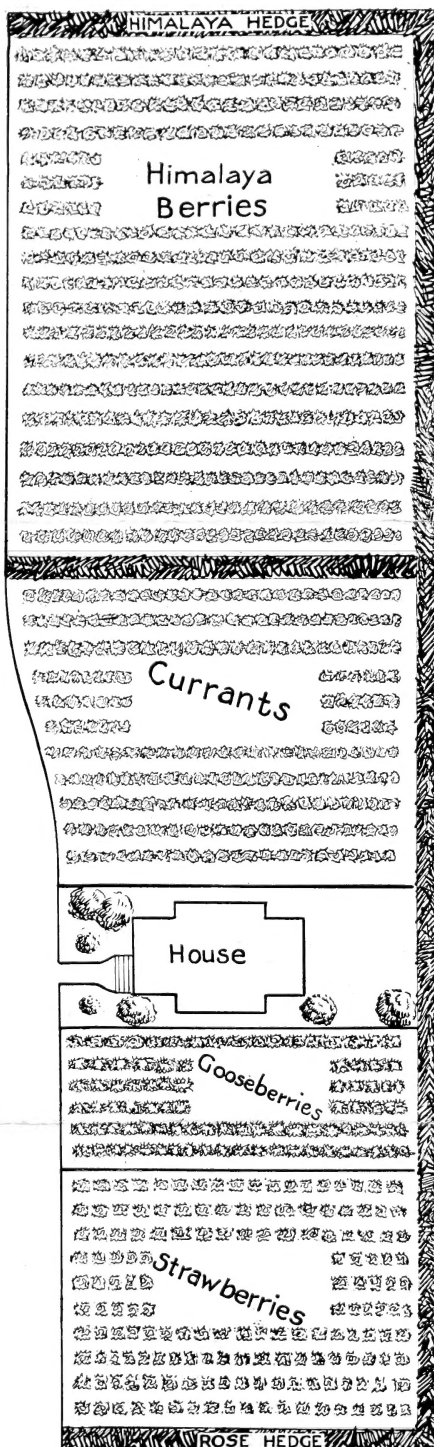 HIMALAYA HEDGE
Himalaya
Berries
Currants
House
Gooseberries
Strawberries
ROSE HEDGE